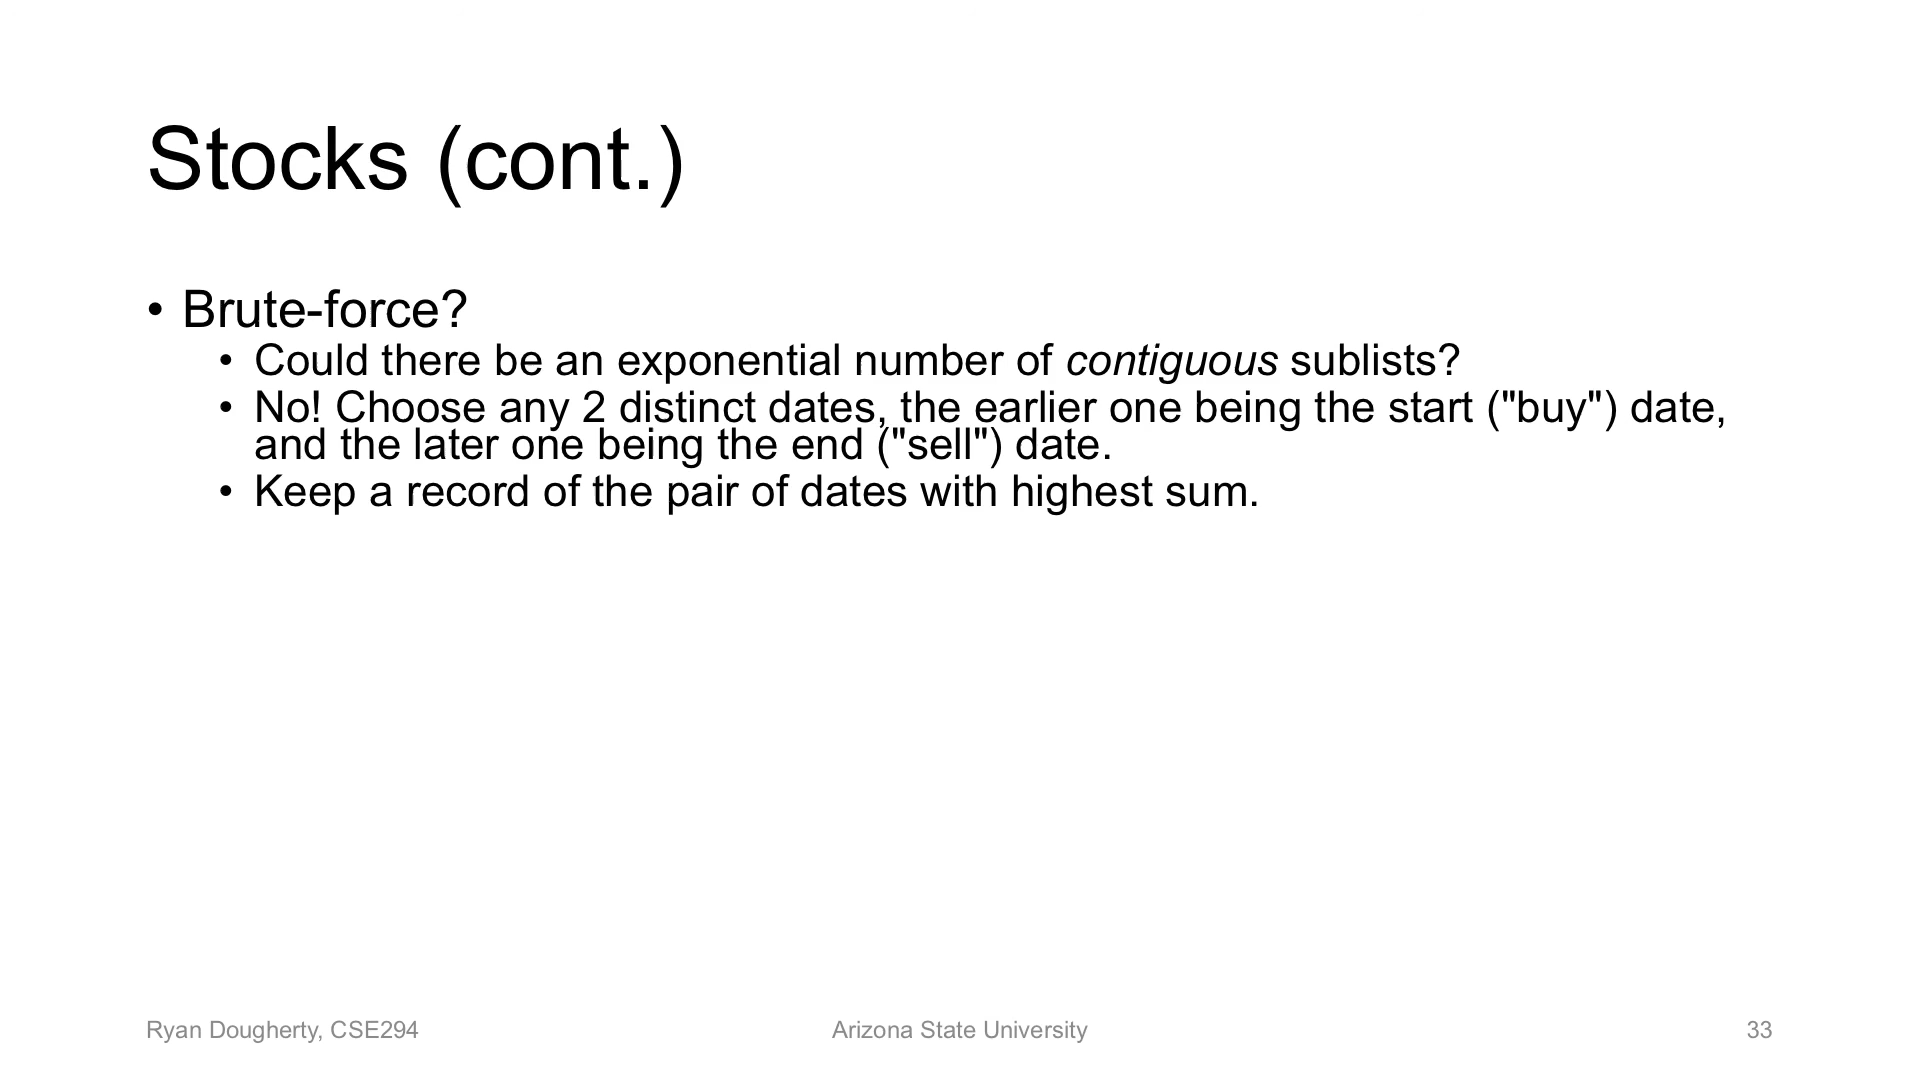 Stocks (cont.)
• Brute-force?
• Could there be an exponential number of contiguous sublists?
• No! Choose any 2 distinct dates, the earlier one being the start ("buy") date,
and the later one being the end ("sell") date.
• Keep a record of the pair of dates with highest sum.
Ryan Dougherty, CSE294
Arizona State University
33